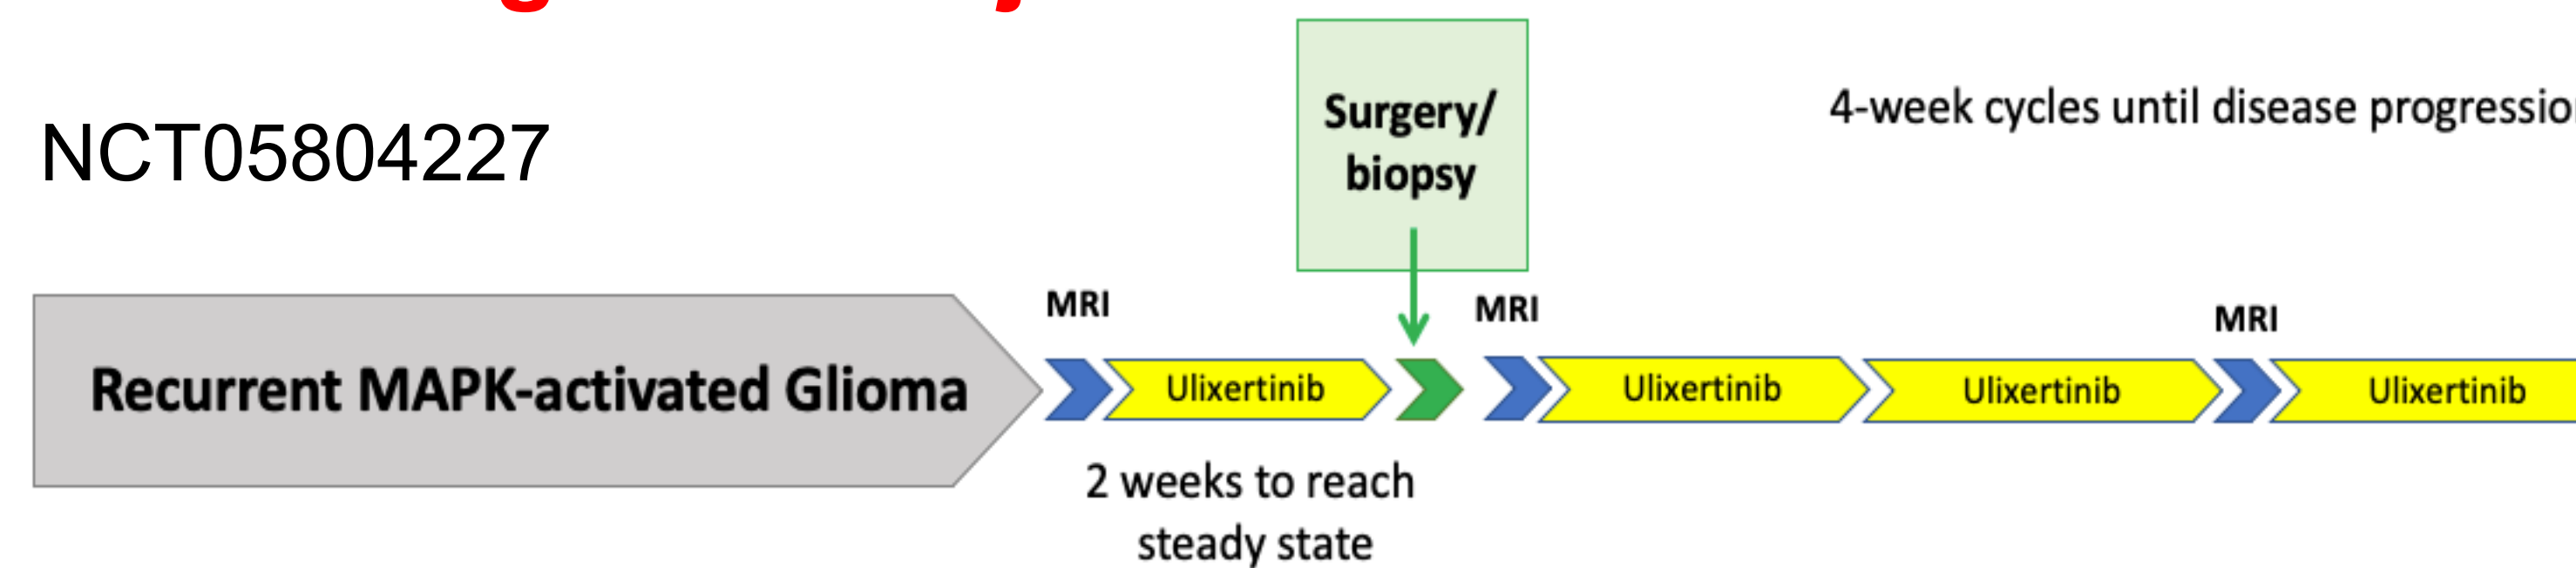 NCT05804227
Surgery/
biopsy
4-week cycles until disease
MRI
MRI
MRI
Recurrent MAPK-activated Glioma
Ulixertinib
Ulixertinib
Ulixertinib
Ulixertinib
2 weeks to reach
steady state